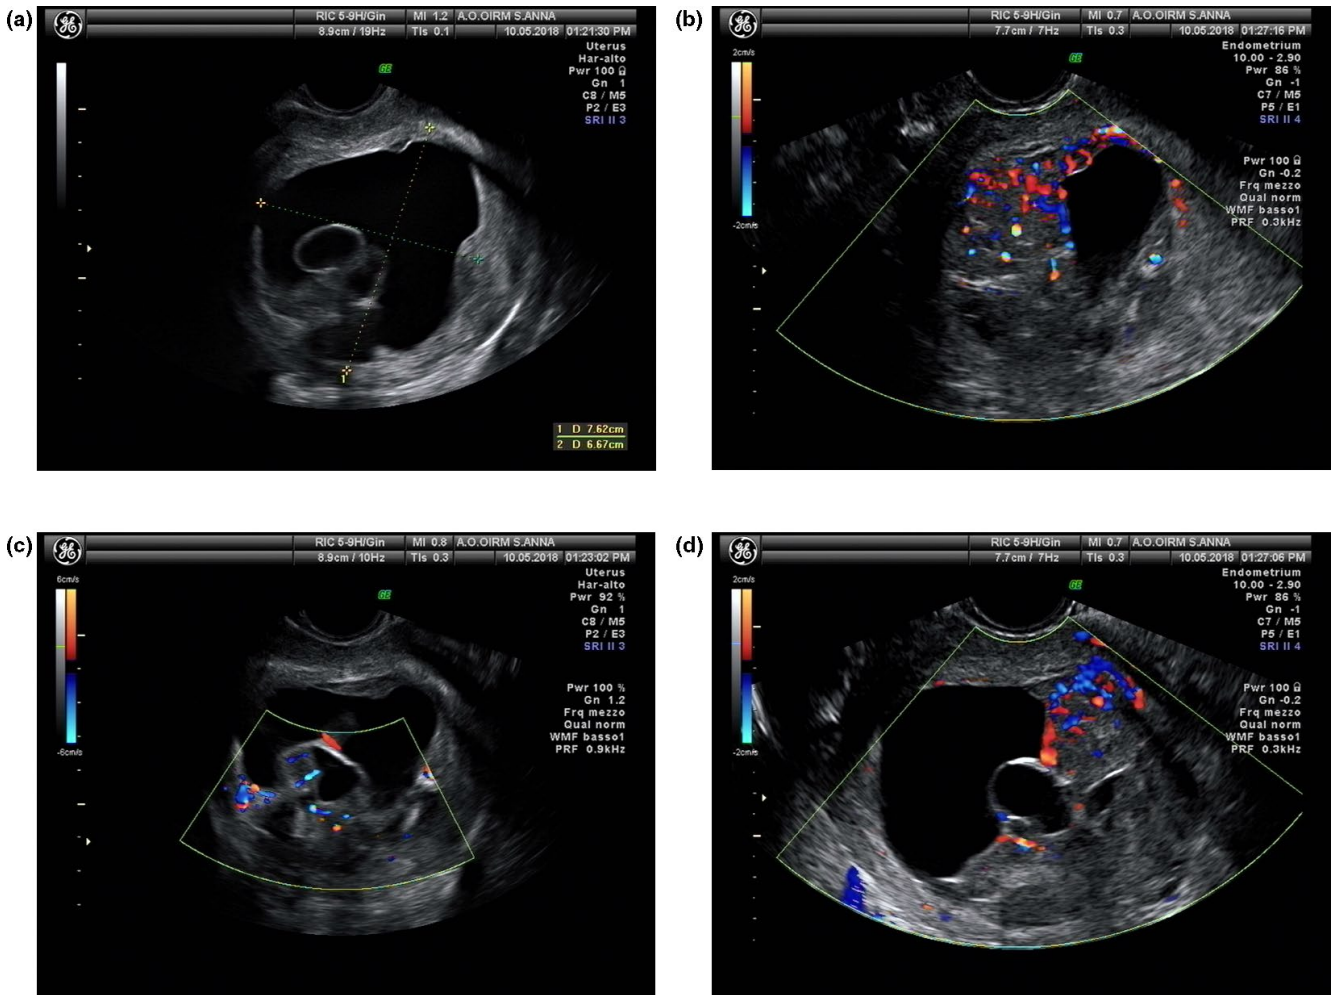 (a)
RIC 5-9H/Gin MI 1.2 A.O.OIRM S.ANNA
8.9cm / 19Hz TIs 0.1 10.05.2018 01:21:30 PM
GE
Uterus
Har-alto
Pwr 100
Gn 1
C8 / M5
P2 / E3
SRI II 3
1
1 D 7.62cm
2 D 6.67cm
(b)
RIC 5-9H/Gin MI 0.7 A.O.OIRM S.ANNA
7.7cm / 7Hz TIs 0.3 10.05.2018 01:27:16 PM
2cm/s
-2cm/s
GE
Endometrium
10.00 - 2.90
Pwr 86 %
Gn -1
C7 / M5
P5 / E1
SRI II 4
Pwr 100
Gn -0.2
Frq mezzo
Qual norm
WMF basso1
PRF 0.3kHz
(c)
RIC 5-9H/Gin MI 0.8 A.O.OIRM S.ANNA
8.9cm / 10Hz TIs 0.3 10.05.2018 01:23:02 PM
6cm/s
-6cm/s
GE
Uterus
Har-alto
Pwr 92 %
Gn 1
C8 / M5
P2 / E3
SRI II 3
Pwr 100 %
Gn 1.2
Frq mezzo
Qual norm
WMF basso1
PRF 0.9kHz
(d)
RIC 5-9H/Gin MI 0.7 A.O.OIRM S.ANNA
7.7cm / 7Hz TIs 0.3 10.05.2018 01:27:06 PM
2cm/s
-2cm/s
GE
Endometrium
10.00 - 2.90
Pwr 86 %
Gn -1
C7 / M5
P5 / E1
SRI II 4
Pwr 100
Gn -0.2
Frq mezzo
Qual norm
WMF basso1
PRF 0.3kHz